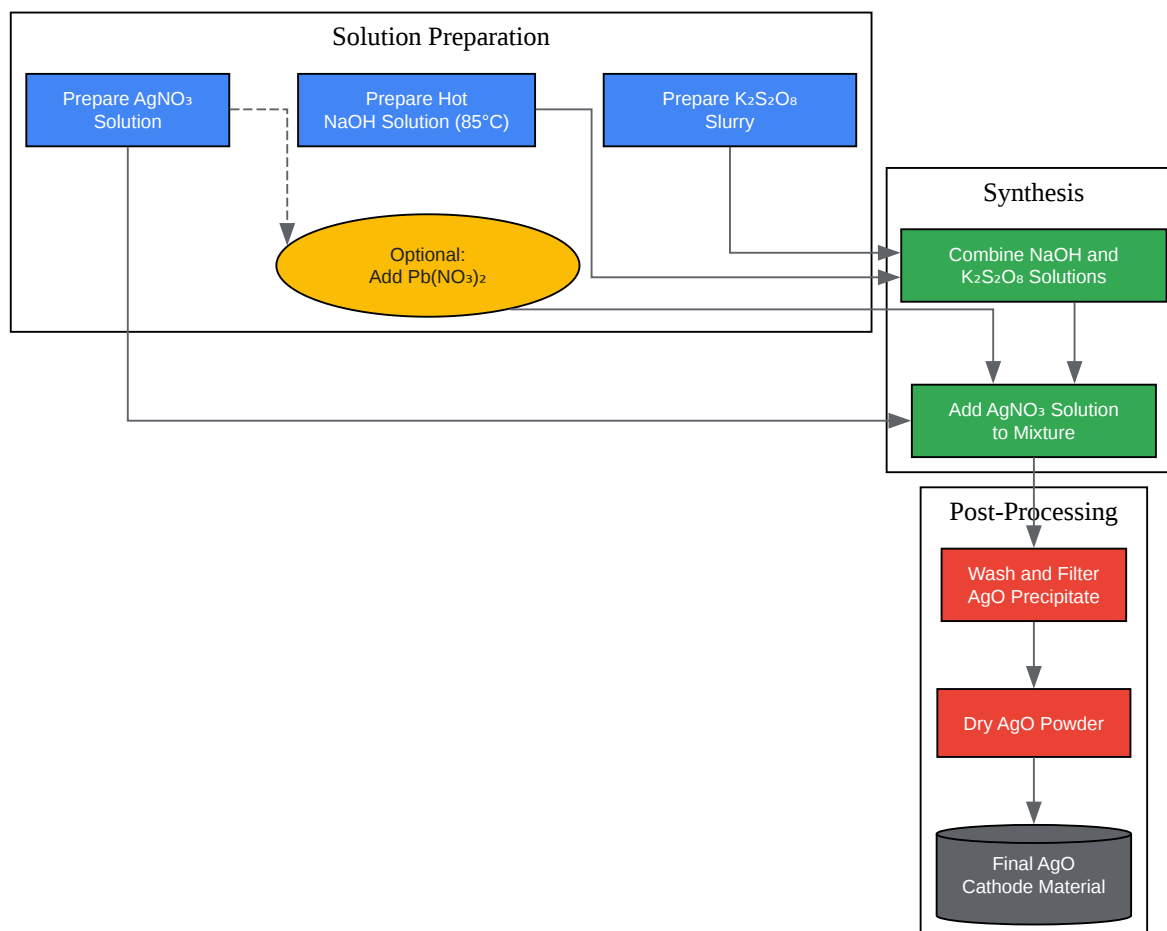 Solution Preparation
Prepare AgNO₃
Solution
Prepare Hot
NaOH Solution (85°C)
Prepare K₂S₂O₈
Slurry
Optional:
Add Pb(NO₃)₂
Synthesis
Combine NaOH and
K₂S₂O₈ Solutions
Add AgNO₃ Solution
to Mixture
Post-Processing
Wash and Filter
AgO Precipitate
Dry AgO Powder
Final AgO
Cathode Material